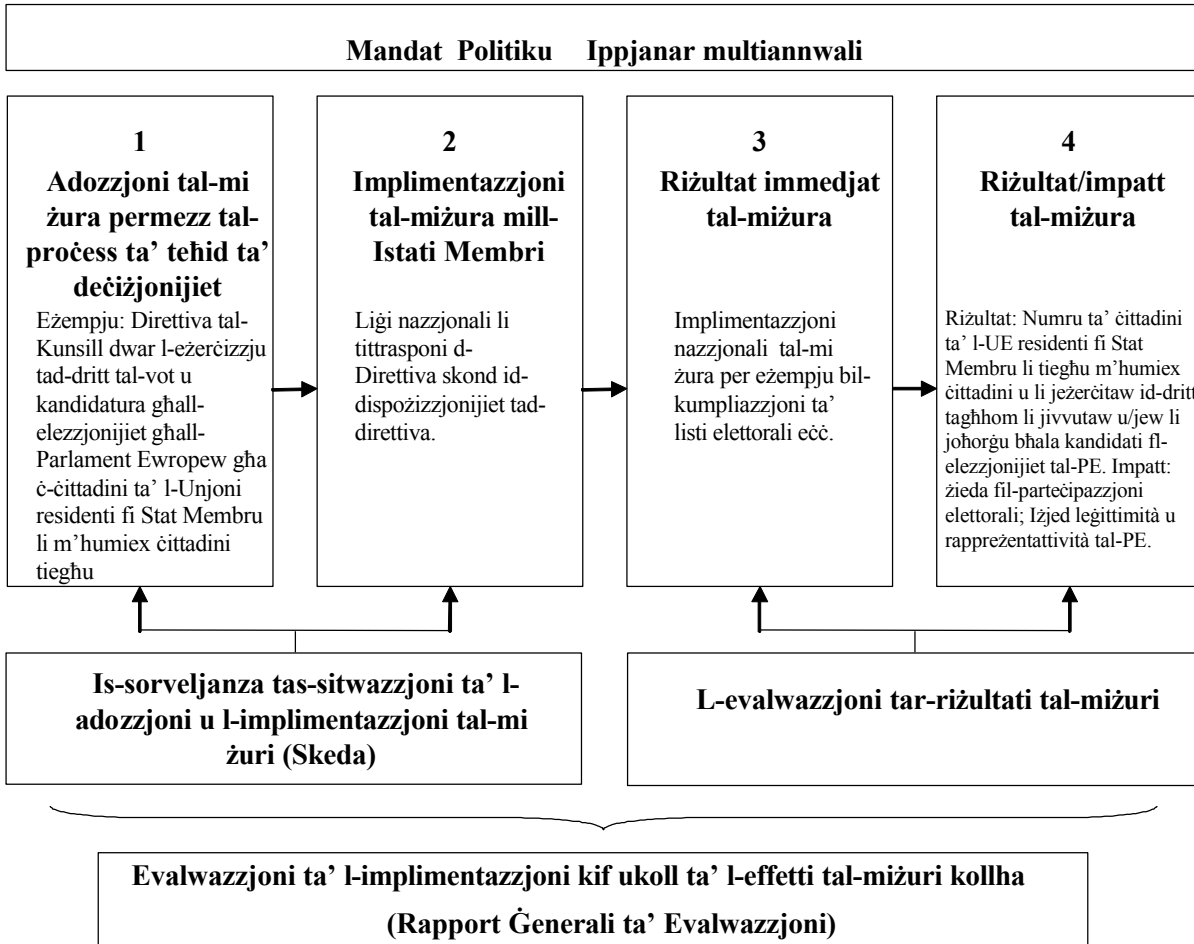 Mandat Politiku Ippjanar multiannwali
1
Adozzjoni tal-mi
żura permezz tal-
proċess ta’ teħid ta’
deċiżjonijiet
Eżempju: Direttiva tal-
Kunsill dwar l-eżerċizzju
tad-dritt tal-vot u
kandidatura għall-
elezzjonijiet għall-
Parlament Ewropew għa
ċ-ċittadini ta’ l-Unjoni
residenti fi Stat Membru
li m’humiex ċittadini
tiegħu
2
Implimentazzjoni
tal-miżura mill-
Istati Membri
Liġi nazzjonali li
tittrasponi d-
Direttiva skond id-
dispożizzjonijiet tad-
direttiva.
3
Riżultat immedjat
tal-miżura
Implimentazzjoni
nazzjonali tal-mi
żura per eżempju bil-
kumpliazzjoni ta’
listi elettorali eċċ.
4
Riżultat/impatt
tal-miżura
Riżultat: Numru ta’ ċittadini
ta’ l-UE residenti fi Stat
Membru li tiegħu m’humiex
ċittadini u li jeżerċitaw id-dritt
tagħhom li jivvutaw u/jew li
joħorġu bħala kandidati fl-
elezzjonijiet tal-PE. Impatt:
żieda fil-parteċipazzjoni
elettorali; Iżjed leġittimità u
rappreżentattività tal-PE.
Is-sorveljanza tas-sitwazzjoni ta’ l-
adozzjoni u l-implimentazzjoni tal-mi
żuri (Skeda)
L-evalwazzjoni tar-riżultati tal-miżuri
Evalwazzjoni ta’ l-implimentazzjoni kif ukoll ta’ l-effetti tal-miżuri kollha
(Rapport Ġenerali ta’ Evalwazzjoni)